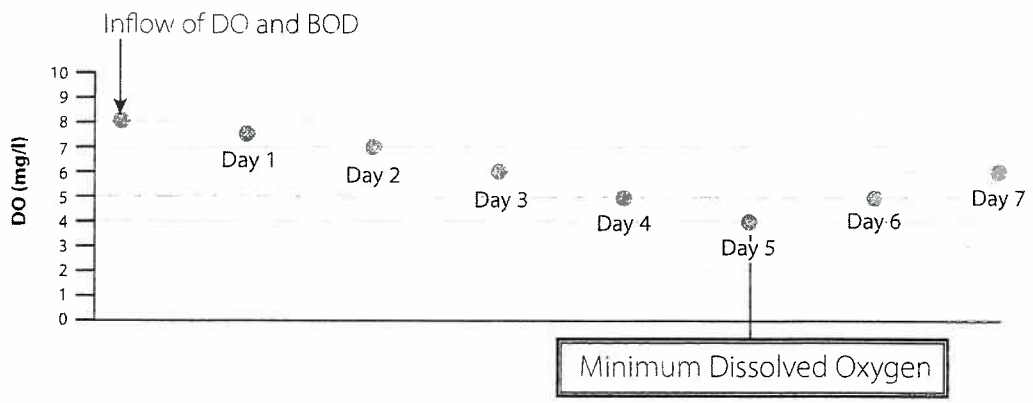 Inflow of DO and BOD
DO (mg/l)
10
9
8
7
6
5
4
3
2
1
0
Day 1
Day 2
Day 3
Day 4
Day 5
Day 6
Day 7
Minimum Dissolved Oxygen